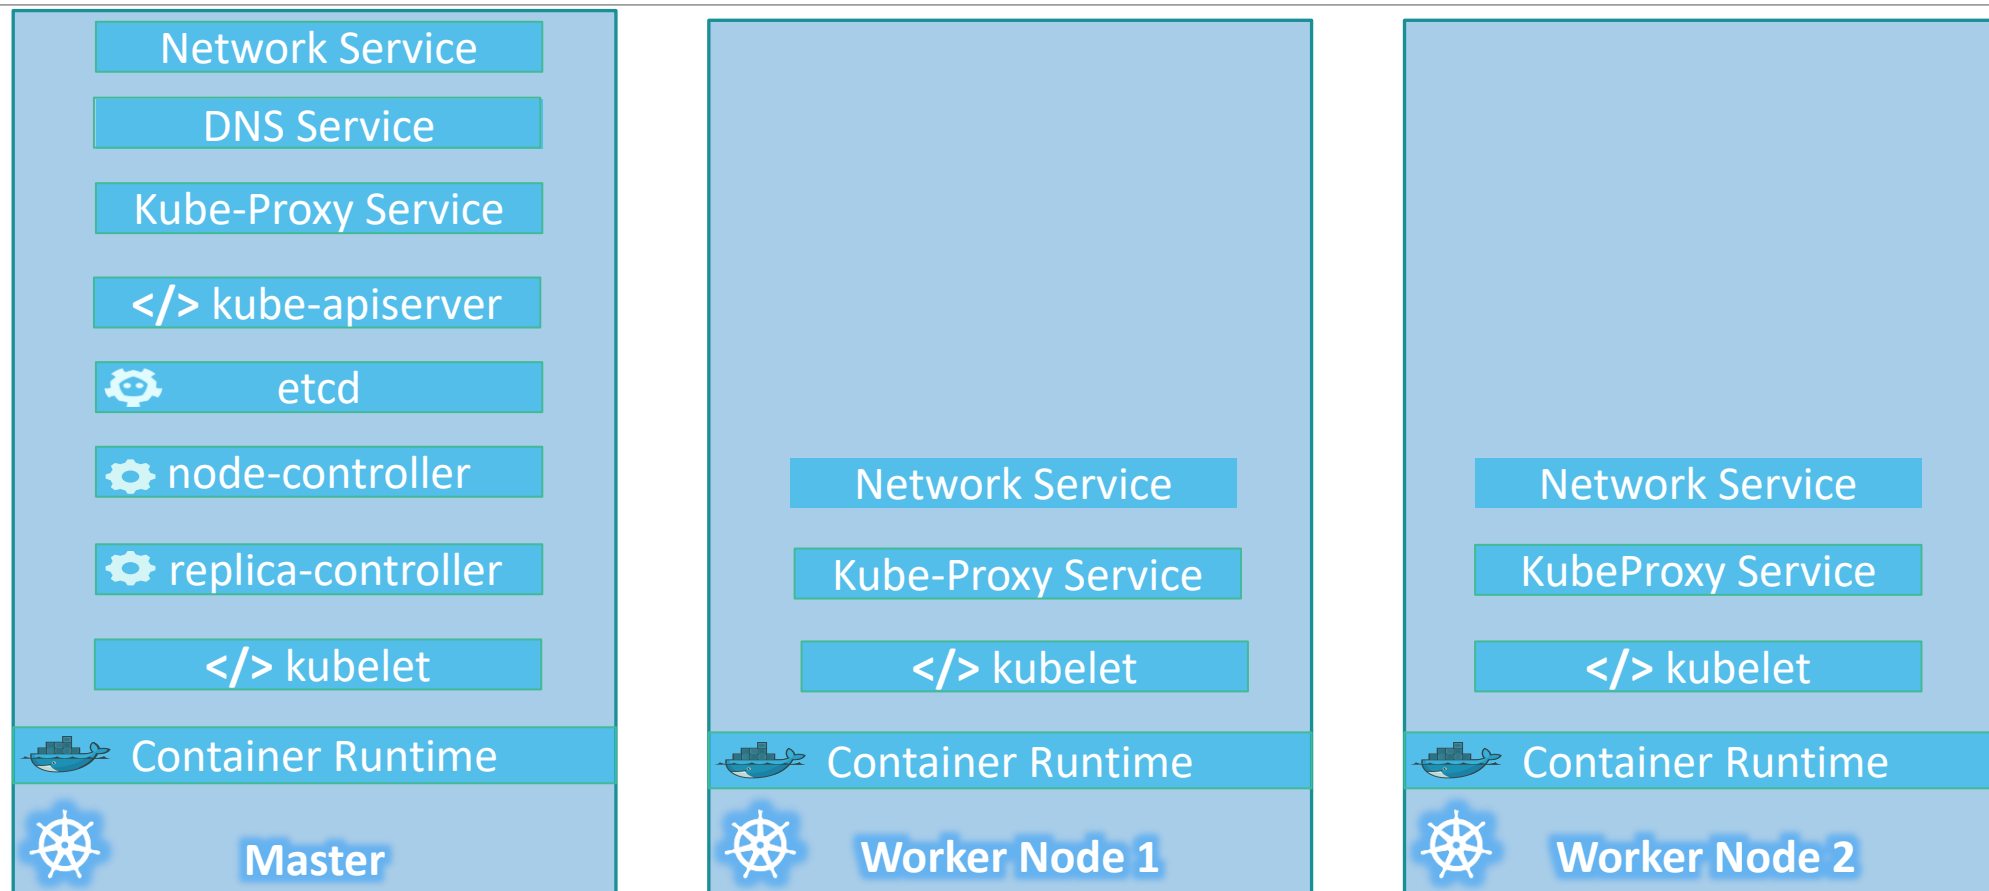 Network Service
DNS Service
Kube-Proxy Service
</> kube-apiserver
etcd
node-controller
replica-controller
</> kubelet
Container Runtime
Master
Network Service
Kube-Proxy Service
</> kubelet
Container Runtime
Worker Node 1
Network Service
KubeProxy Service
</> kubelet
Container Runtime
Worker Node 2